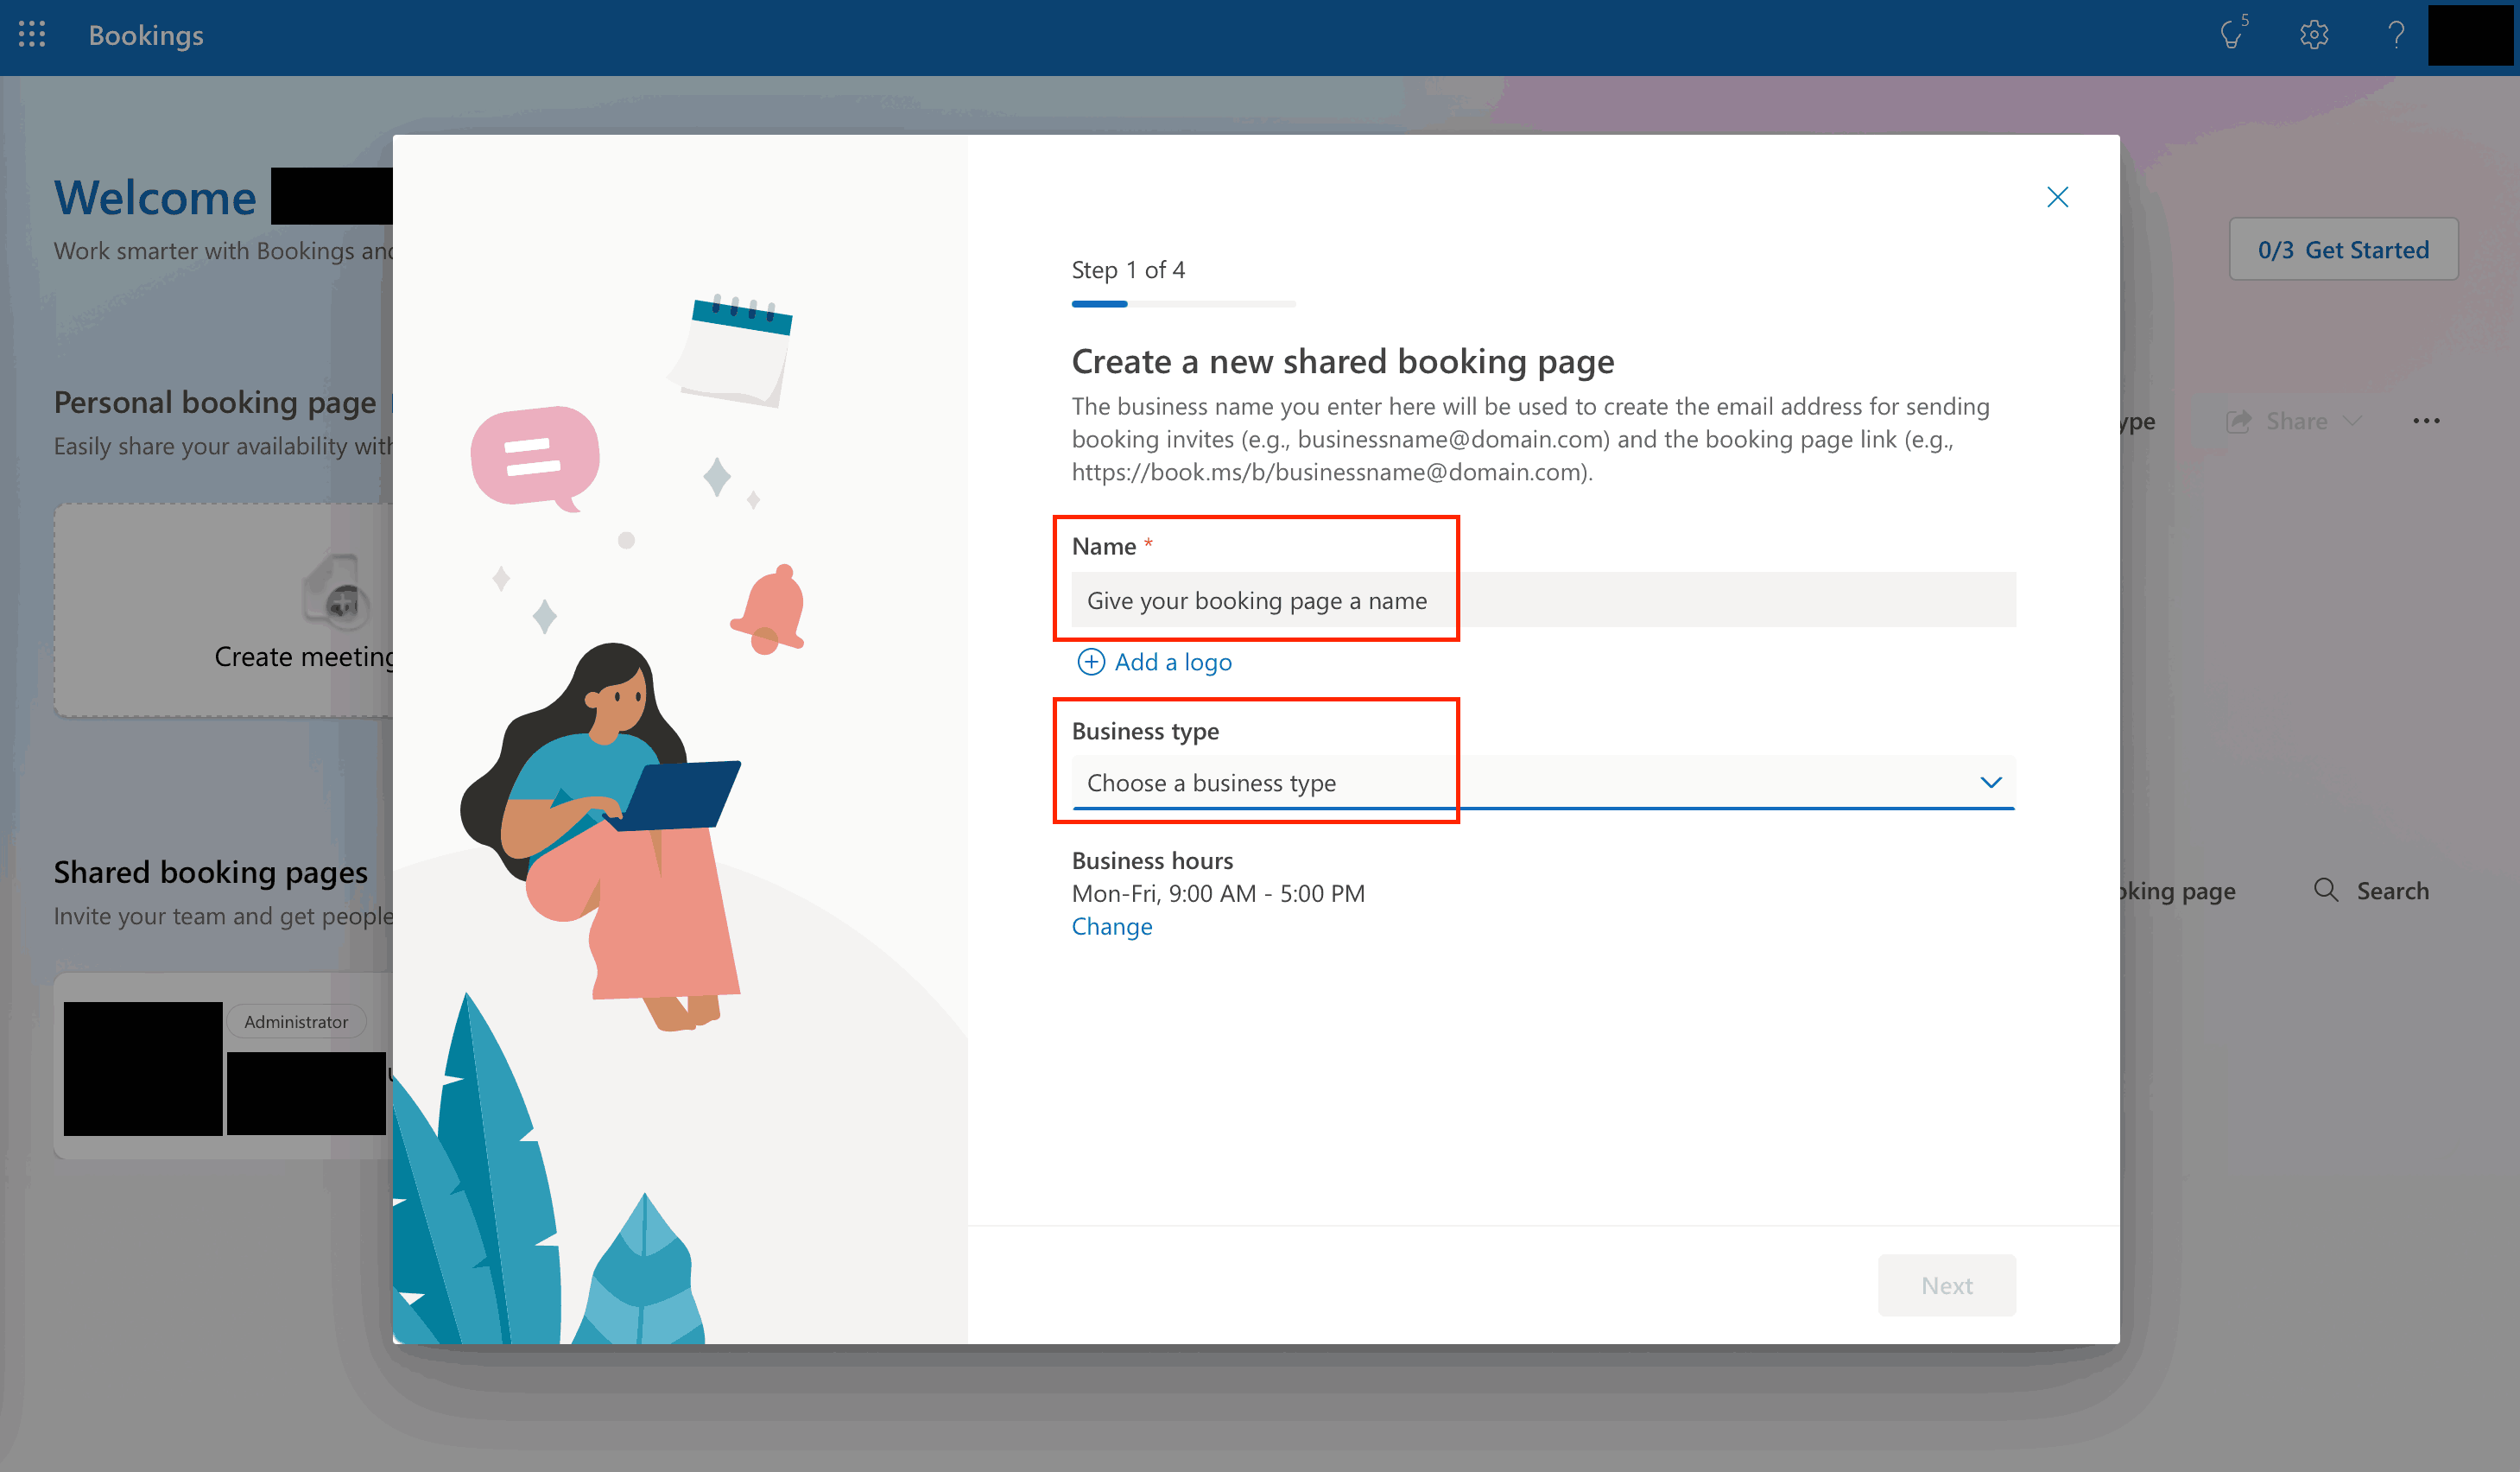 Bookings
5
Welcome
Work smarter with Bookings and
0/3 Get Started
Personal booking page
Easily share your availability with
ype
Share
Create meeting
Shared booking pages
Invite your team and get people
oking page
Search
Administrator
Step 1 of 4
Create a new shared booking page
The business name you enter here will be used to create the email address for sending
booking invites (e.g., businessname@domain.com) and the booking page link (e.g.,
https://book.ms/b/businessname@domain.com).
Name *
Give your booking page a name
Add a logo
Business type
Choose a business type
Business hours
Mon-Fri, 9:00 AM - 5:00 PM
Change
Next